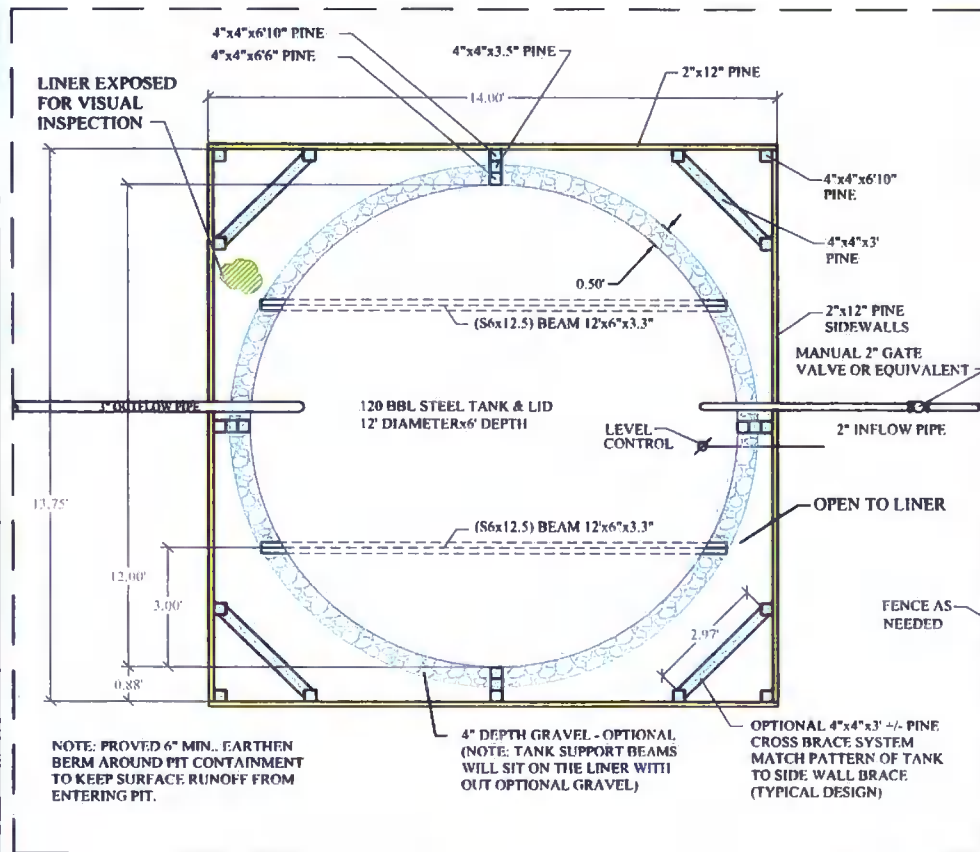 4"x4"x6'10" PINE
4"x4"x6'6" PINE
4"x4"x3.5" PINE
2"x12" PINE
LINER EXPOSED
FOR VISUAL
INSPECTION
14.00'
4"x4"x6'10"
PINE
4"x4"x3'
PINE
0.50'
(S6x12.5) BEAM 12'x6"x3.3"
2"x12" PINE
SIDEWALLS
MANUAL 2" GATE
VALVE OR EQUIVALENT
3" OUTFLOW PIPE
120 BBL STEEL TANK & LID
12' DIAMETERx6' DEPTH
LEVEL
CONTROL
2" INFLOW PIPE
13.75'
OPEN TO LINER
(S6x12.5) BEAM 12'x6"x3.3"
12.00'
3.00'
2.97'
FENCE AS
NEEDED
0.88'
NOTE: PROVED 6" MIN.. EARTHEN
BERM AROUND PIT CONTAINMENT
TO KEEP SURFACE RUNOFF FROM
ENTERING PIT.
4" DEPTH GRAVEL - OPTIONAL
(NOTE: TANK SUPPORT BEAMS
WILL SIT ON THE LINER WITH
OUT OPTIONAL GRAVEL)
OPTIONAL 4"x4"x3' +/- PINE
CROSS BRACE SYSTEM
MATCH PATTERN OF TANK
TO SIDE WALL BRACE
(TYPICAL DESIGN)